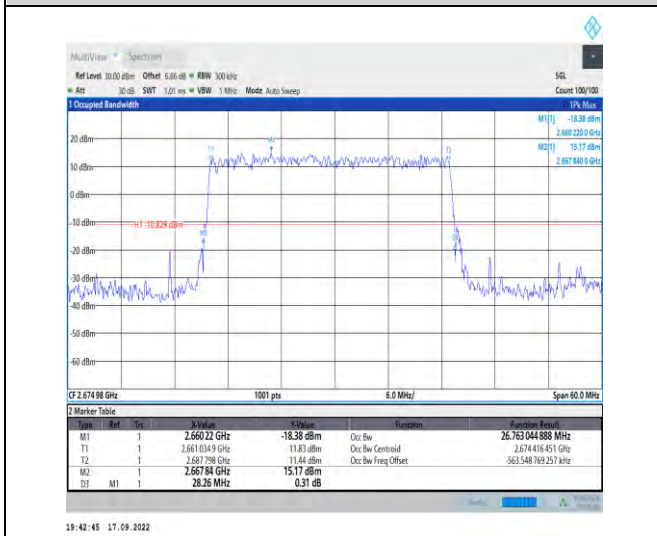 MultiView Spectrum
Ref Level 30.00 dBm Offset 6.86 dB RBW 300 kHz SGL
Att 30 dB SWT 1.01 ms VBW 1 MHz Mode Auto Sweep Count 100/100
1 Occupied Bandwidth 1Pk Max
M1[1] -18.38 dBm
2.660 220 0 GHz
M2[1] 15.17 dBm
2.667 840 0 GHz
20 dBm
10 dBm
0 dBm
-10 dBm
H1 -10.828 dBm
-20 dBm
-30 dBm
-40 dBm
-50 dBm
-60 dBm
T1
M2
T2
M1
D3
CF 2.674 98 GHz 1001 pts 6.0 MHz/ Span 60.0 MHz
2 Marker Table
Type Ref Trc X-Value Y-Value Function Function Result
M1 1 2.660 22 GHz -18.38 dBm Occ Bw 26.763 044 888 MHz
T1 1 2.661 034 9 GHz 11.83 dBm Occ Bw Centroid 2.674 416 451 GHz
T2 1 2.687 798 GHz 11.44 dBm Occ Bw Freq Offset -563.548 769 257 kHz
M2 1 2.667 84 GHz 15.17 dBm
D3 M1 1 28.26 MHz 0.31 dB
19:42:45 17.09.2022